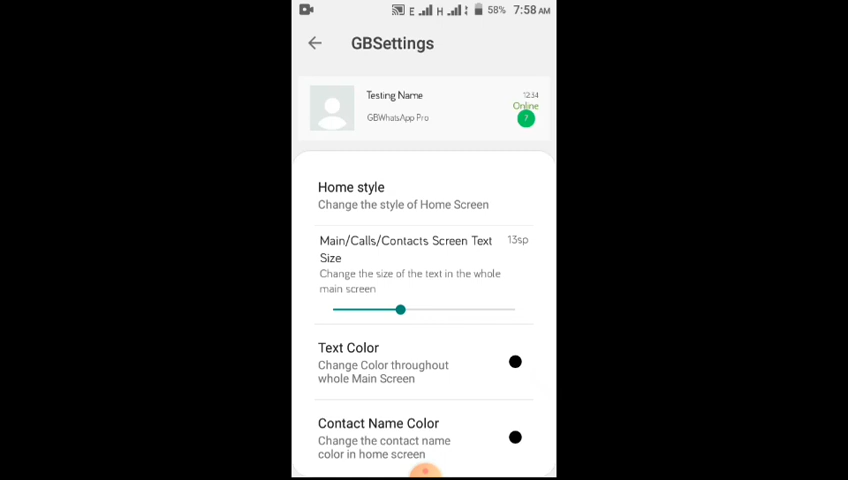 E H 58% 7:58 AM
GBSettings
Testing Name
12:34
Online
GBWhatsApp Pro
7
Home style
Change the style of Home Screen
Main/Calls/Contacts Screen Text
Size
13sp
Change the size of the text in the whole
main screen
Text Color
Change Color throughout
whole Main Screen
Contact Name Color
Change the contact name
color in home screen